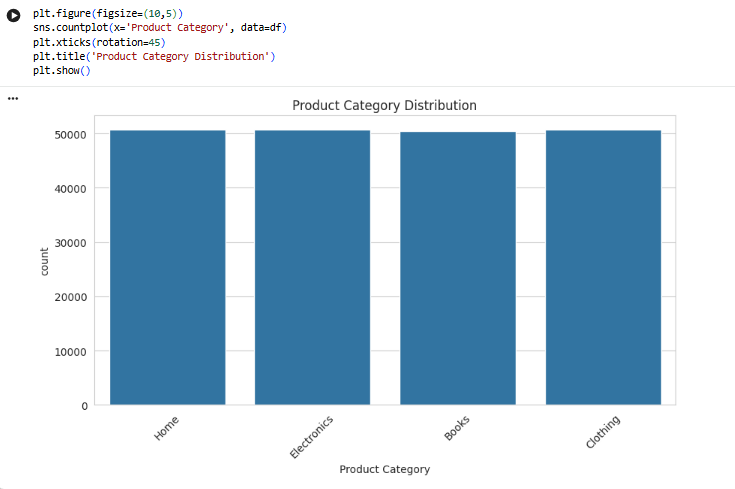 plt.figure(figsize=(10,5))
sns.countplot(x='Product Category', data=df)
plt.xticks(rotation=45)
plt.title('Product Category Distribution')
plt.show()
...
Product Category Distribution
50000
40000
30000
20000
10000
0
count
Home
Electronics
Books
Clothing
Product Category